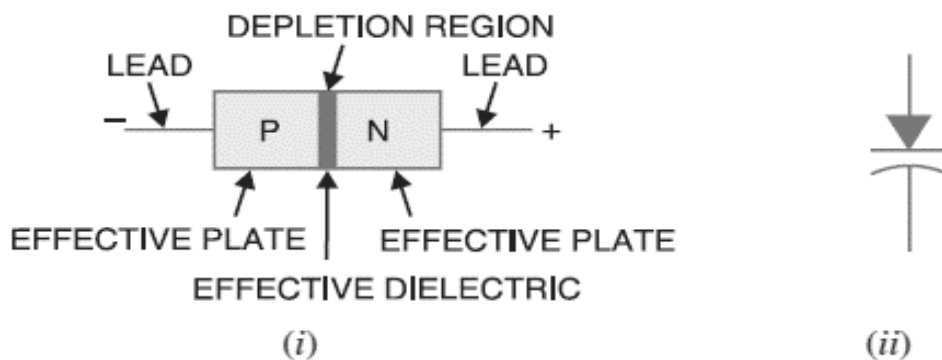 DEPLETION REGION
LEAD LEAD
− P N +
EFFECTIVE PLATE EFFECTIVE PLATE
EFFECTIVE DIELECTRIC
(i) (ii)